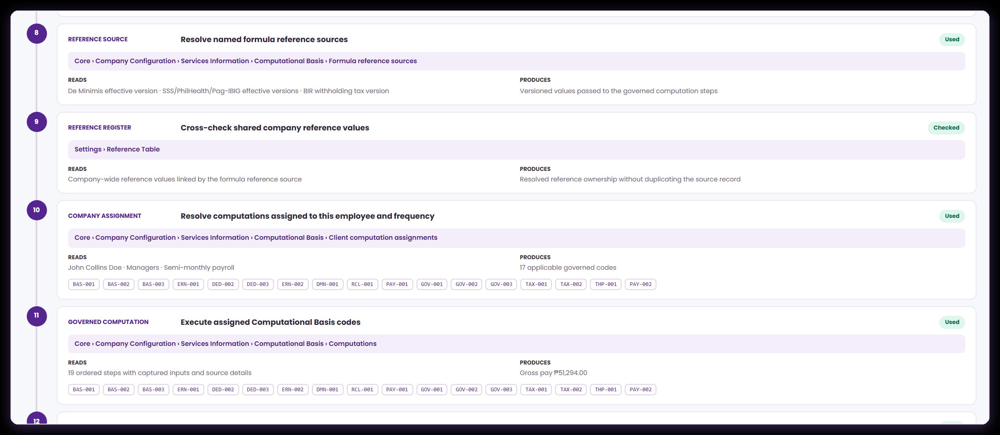 8
REFERENCE SOURCE Resolve named formula reference sources Used
Core › Company Configuration › Services Information › Computational Basis › Formula reference sources
READS PRODUCES
De Minimis effective version · SSS/PhilHealth/Pag-IBIG effective versions · BIR withholding tax version Versioned values passed to the governed computation steps
9
REFERENCE REGISTER Cross-check shared company reference values Checked
Settings › Reference Table
READS PRODUCES
Company-wide reference values linked by the formula reference source Resolved reference ownership without duplicating the source record
10
COMPANY ASSIGNMENT Resolve computations assigned to this employee and frequency Used
Core › Company Configuration › Services Information › Computational Basis › Client computation assignments
READS PRODUCES
John Collins Doe · Managers · Semi-monthly payroll 17 applicable governed codes
BAS-001 BAS-002 BAS-003 ERN-001 DED-002 DED-003 ERN-002 DMN-001 RCL-001 PAY-001 GOV-001 GOV-002 GOV-003 TAX-001 TAX-002 THP-001 PAY-002
11
GOVERNED COMPUTATION Execute assigned Computational Basis codes Used
Core › Company Configuration › Services Information › Computational Basis › Computations
READS PRODUCES
19 ordered steps with captured inputs and source details Gross pay ₱51,294.00
BAS-001 BAS-002 BAS-003 ERN-001 DED-002 DED-003 ERN-002 DMN-001 RCL-001 PAY-001 GOV-001 GOV-002 GOV-003 TAX-001 TAX-002 THP-001 PAY-002
12